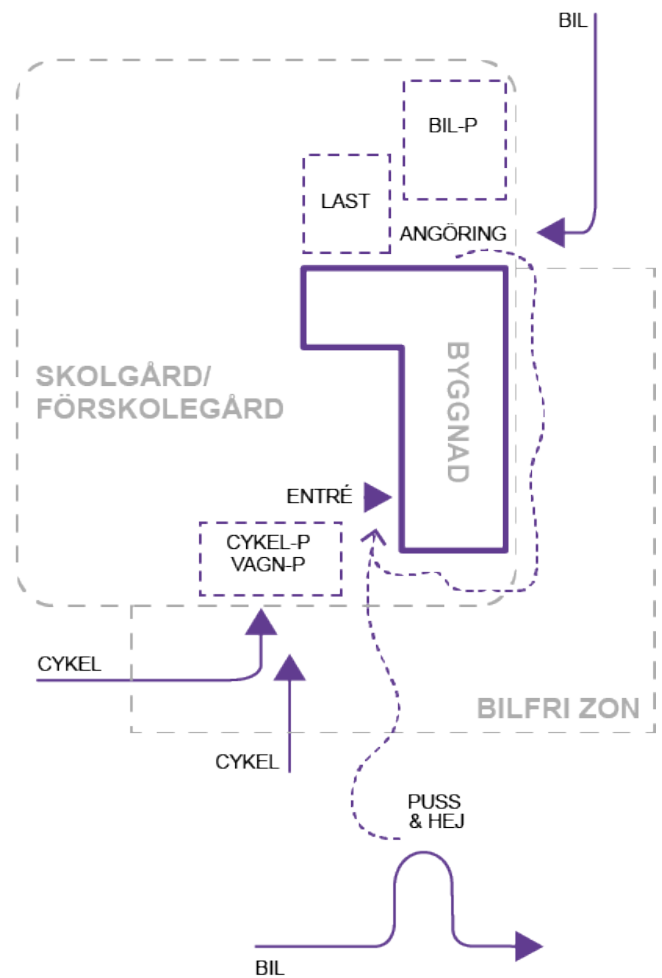 BIL
BIL-P
LAST
ANGÖRING
SKOLGÅRD/
FÖRSKOLEGÅRD
BYGGNAD
ENTRÉ
CYKEL-P
VAGN-P
CYKEL
BILFRI ZON
CYKEL
PUSS
& HEJ
BIL